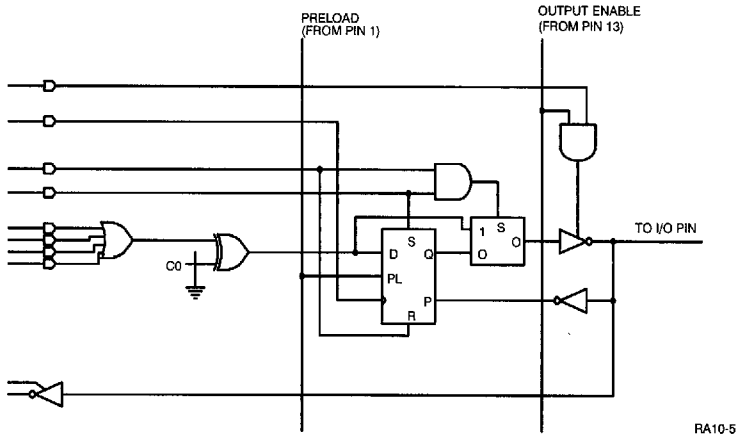 PRELOAD
(FROM PIN 1)
OUTPUT ENABLE
(FROM PIN 13)
S
1
S
O
O
TO I/O PIN
D
S
Q
PL
P
R
C0
RA10-5